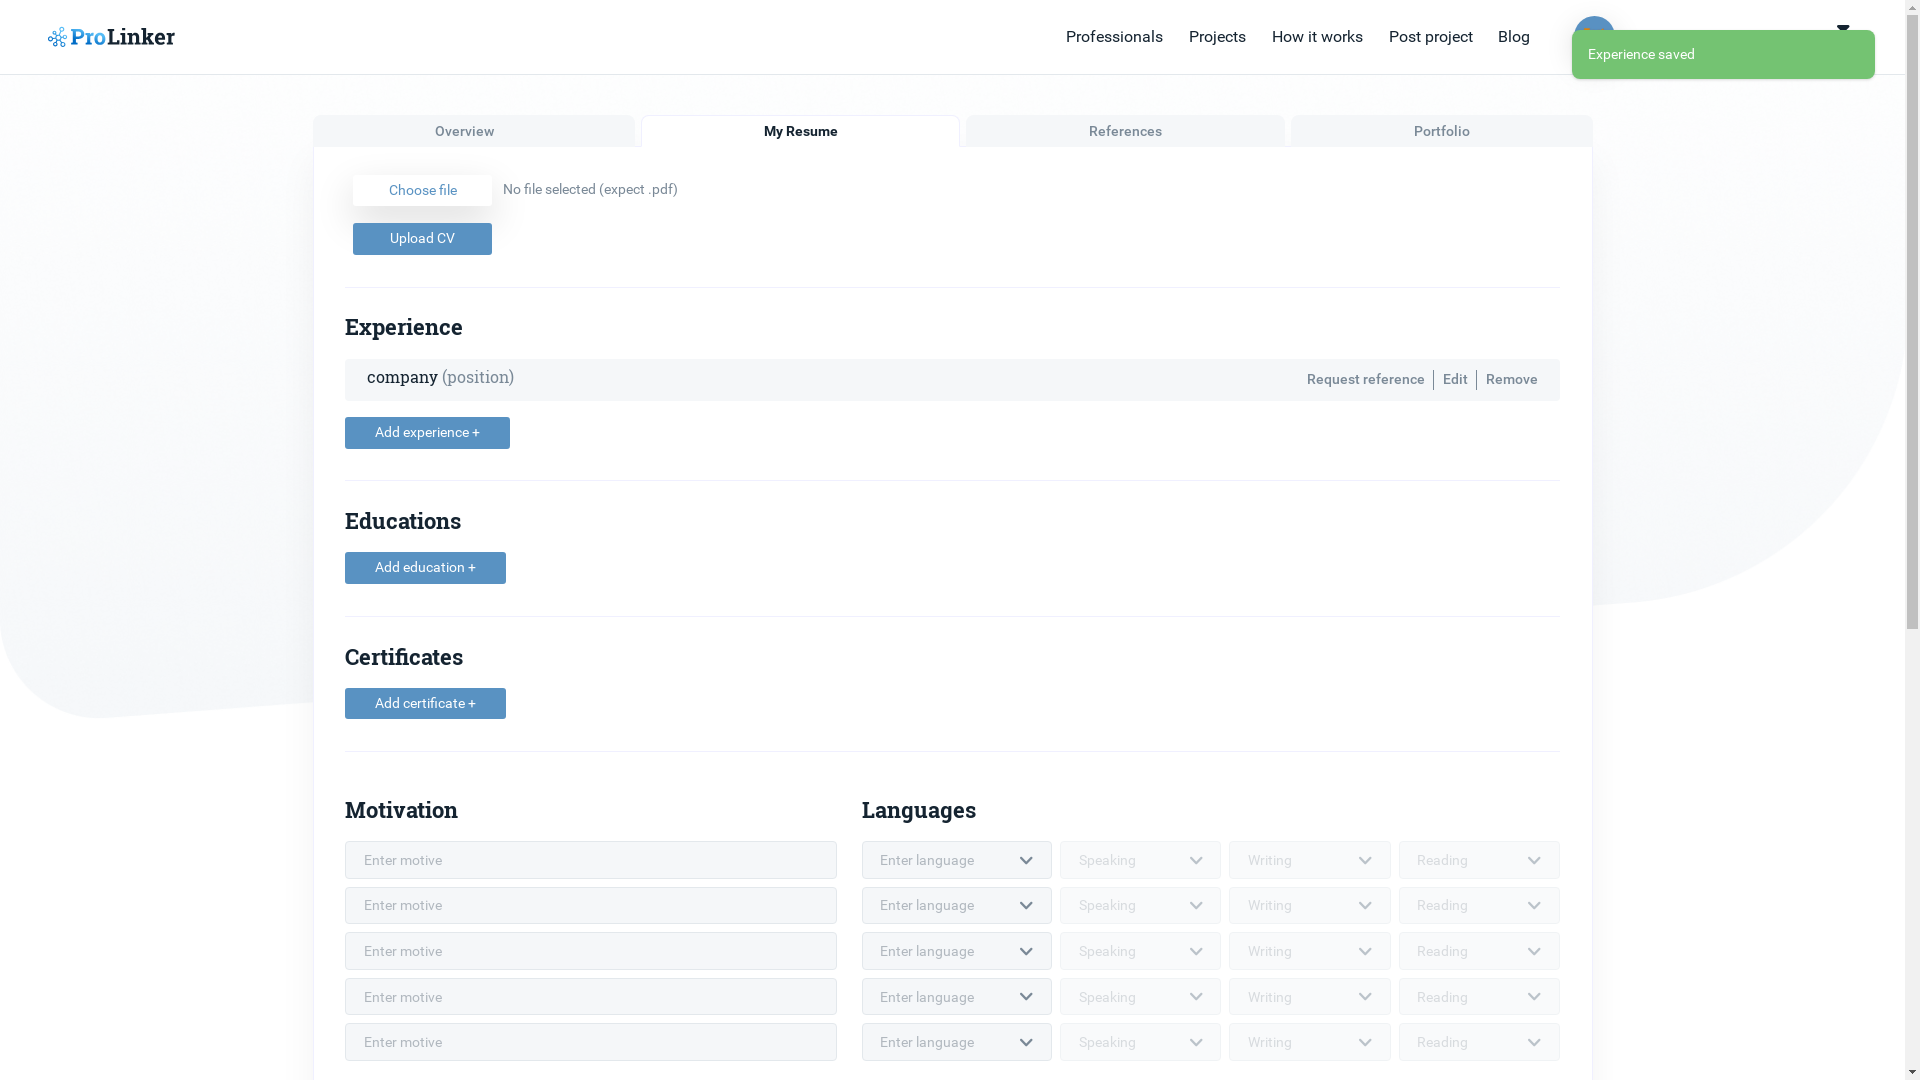 ProLinker
Professionals
Projects
How it works
Post project
Blog
Experience saved
Overview
My Resume
References
Portfolio
Choose file
No file selected (expect .pdf)
Upload CV
Experience
company (position)
Request reference
Edit
Remove
Add experience +
Educations
Add education +
Certificates
Add certificate +
Motivation
Languages
Enter motive
Enter language
Speaking
Writing
Reading
Enter motive
Enter language
Speaking
Writing
Reading
Enter motive
Enter language
Speaking
Writing
Reading
Enter motive
Enter language
Speaking
Writing
Reading
Enter motive
Enter language
Speaking
Writing
Reading